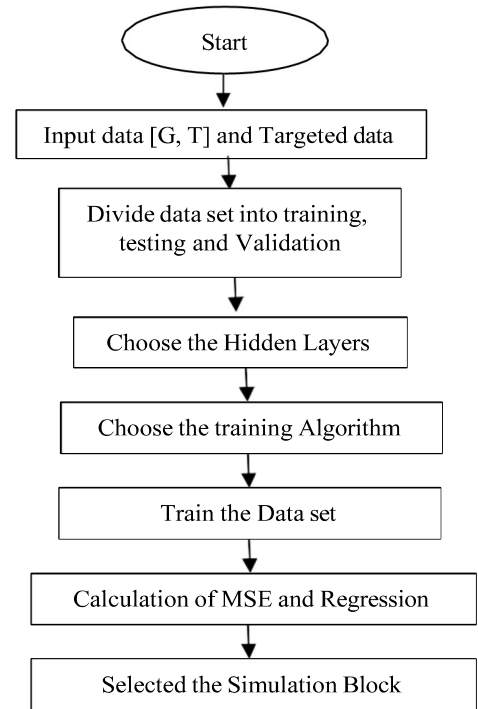 Start
Input data [G, T] and Targeted data
Divide data set into training,
testing and Validation
Choose the Hidden Layers
Choose the training Algorithm
Train the Data set
Calculation of MSE and Regression
Selected the Simulation Block